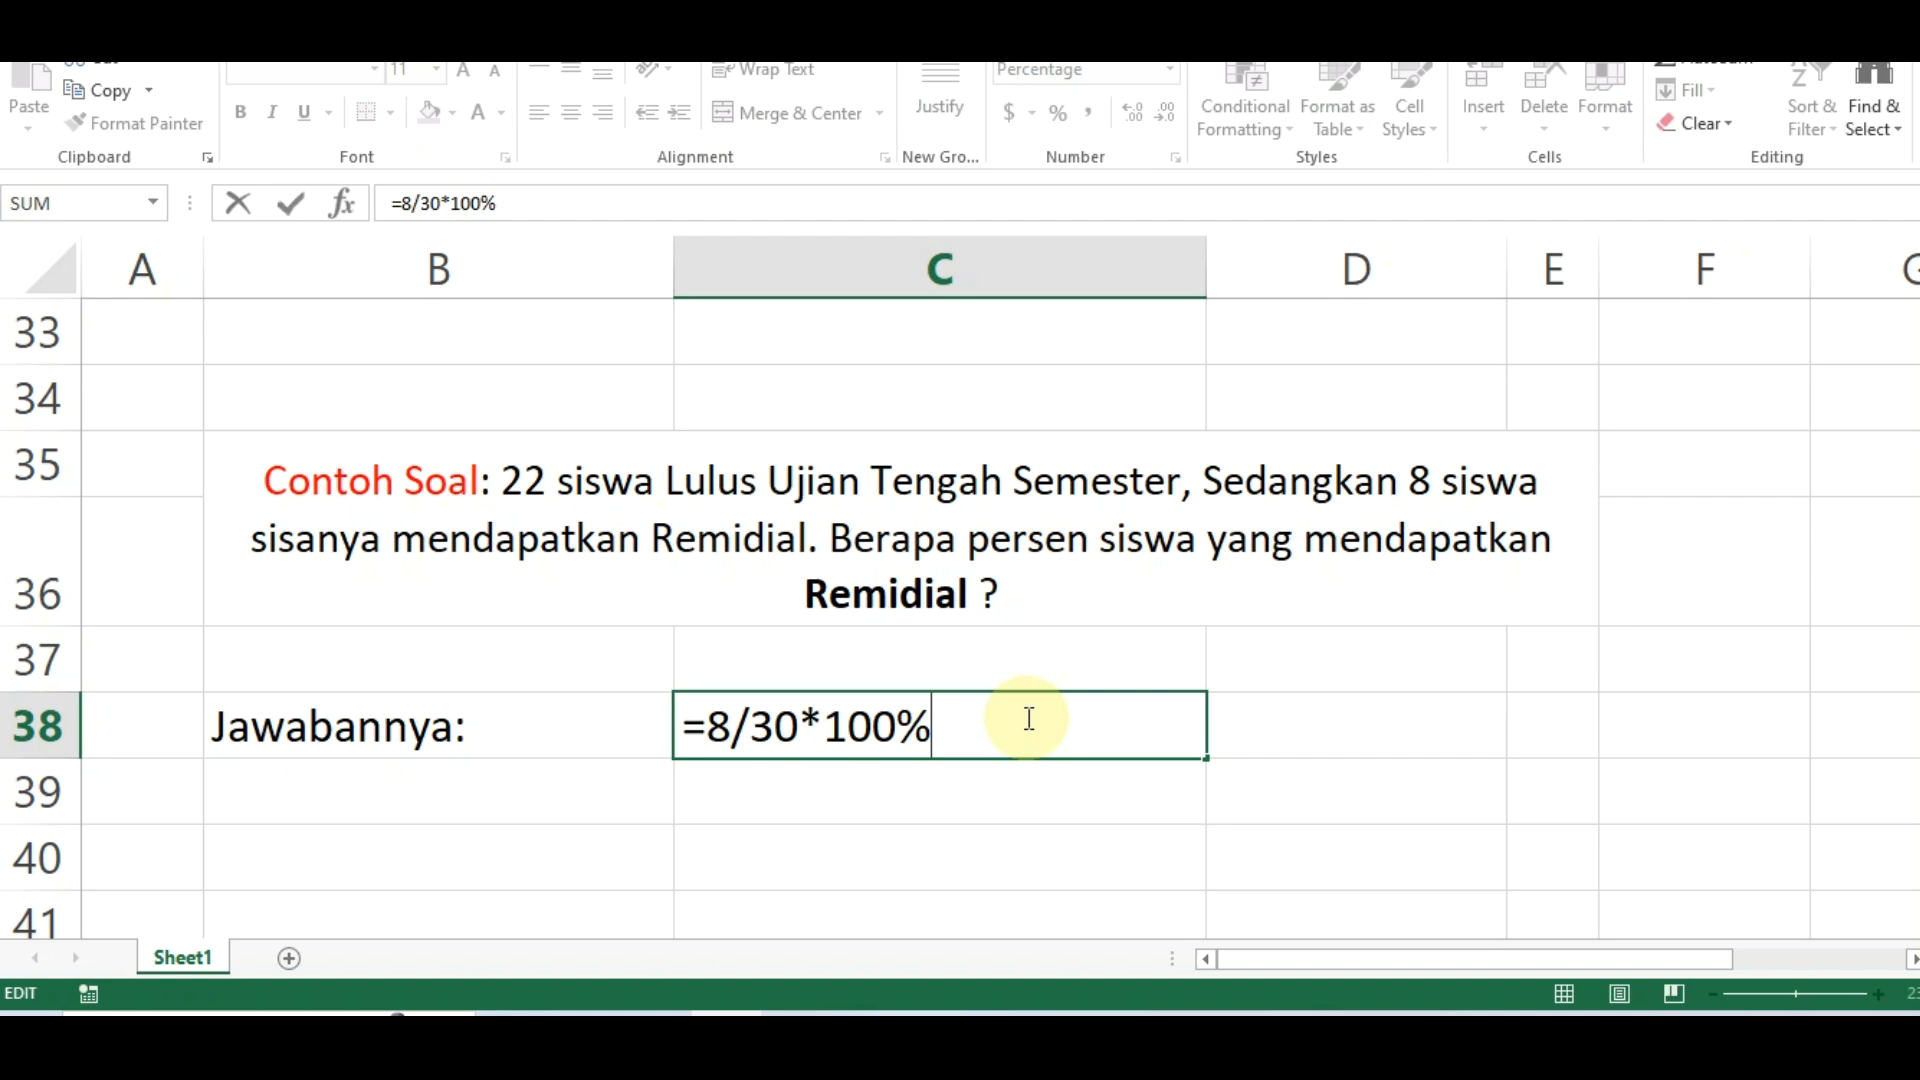 Copy
Paste
Format Painter
Clipboard
11
A A
B I U A
Font
Wrap Text
Merge & Center
Alignment
Justify
New Gro...
Percentage
$ % ,
Number
Conditional Formatting
Format as Table
Cell Styles
Styles
Insert
Delete
Format
Cells
Fill
Clear
Sort & Filter
Find & Select
Editing
SUM
fx
=8/30*100%
A B C D E F
33
34
35
Contoh Soal: 22 siswa Lulus Ujian Tengah Semester, Sedangkan 8 siswa
sisanya mendapatkan Remidial. Berapa persen siswa yang mendapatkan
36
Remidial ?
37
38 Jawabannya: =8/30*100%
39
40
41
Sheet1
EDIT